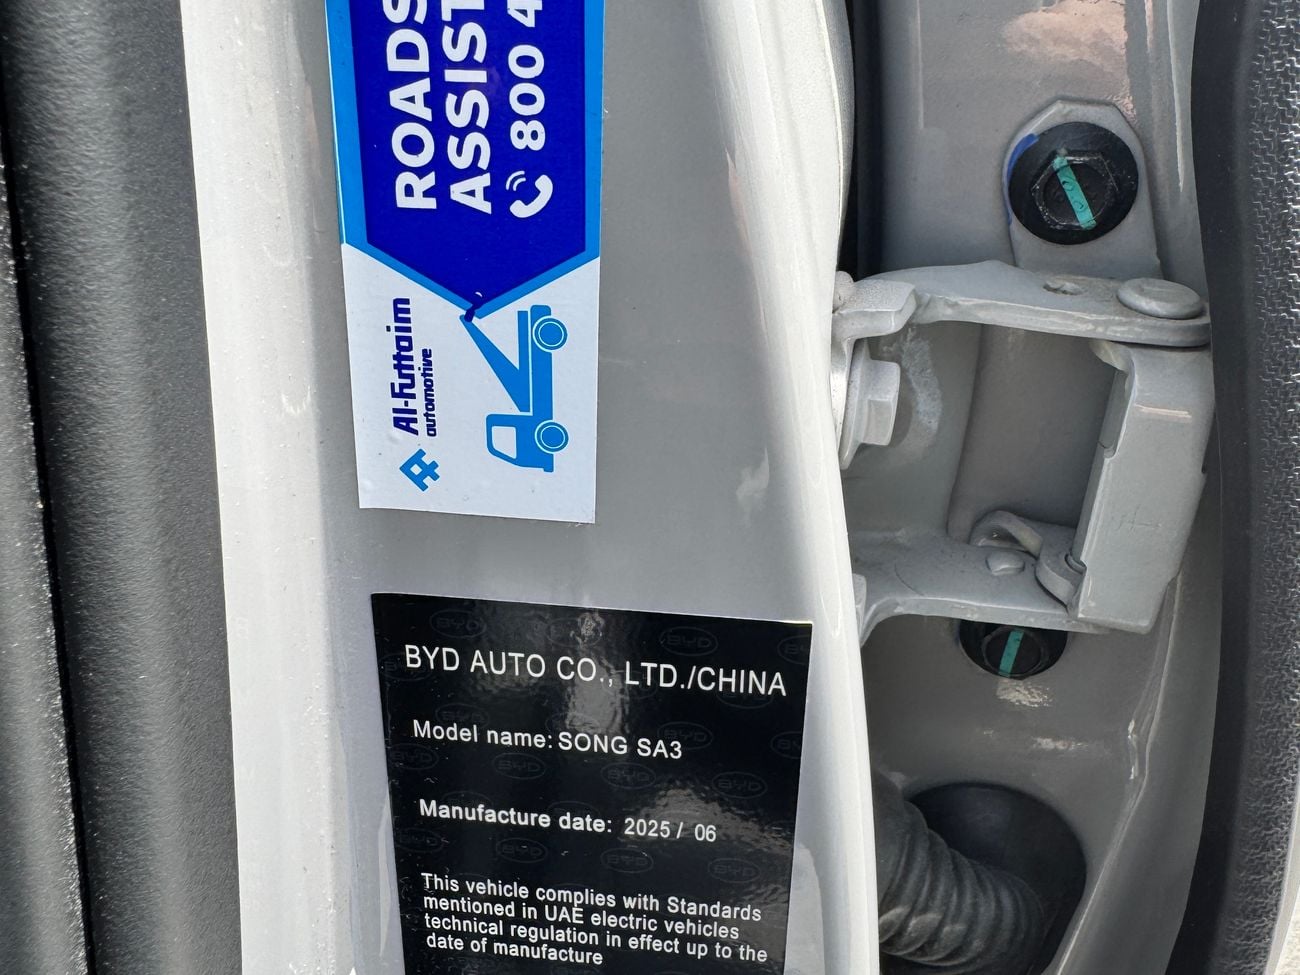 ROADS
ASSIST
800 4
Al-Futtaim
automotive
BYD AUTO CO., LTD./CHINA
Model name: SONG SA3
Manufacture date: 2025/ 06
This vehicle complies with Standards
mentioned in UAE electric vehicles
technical regulation in effect up to the
date of manufacture